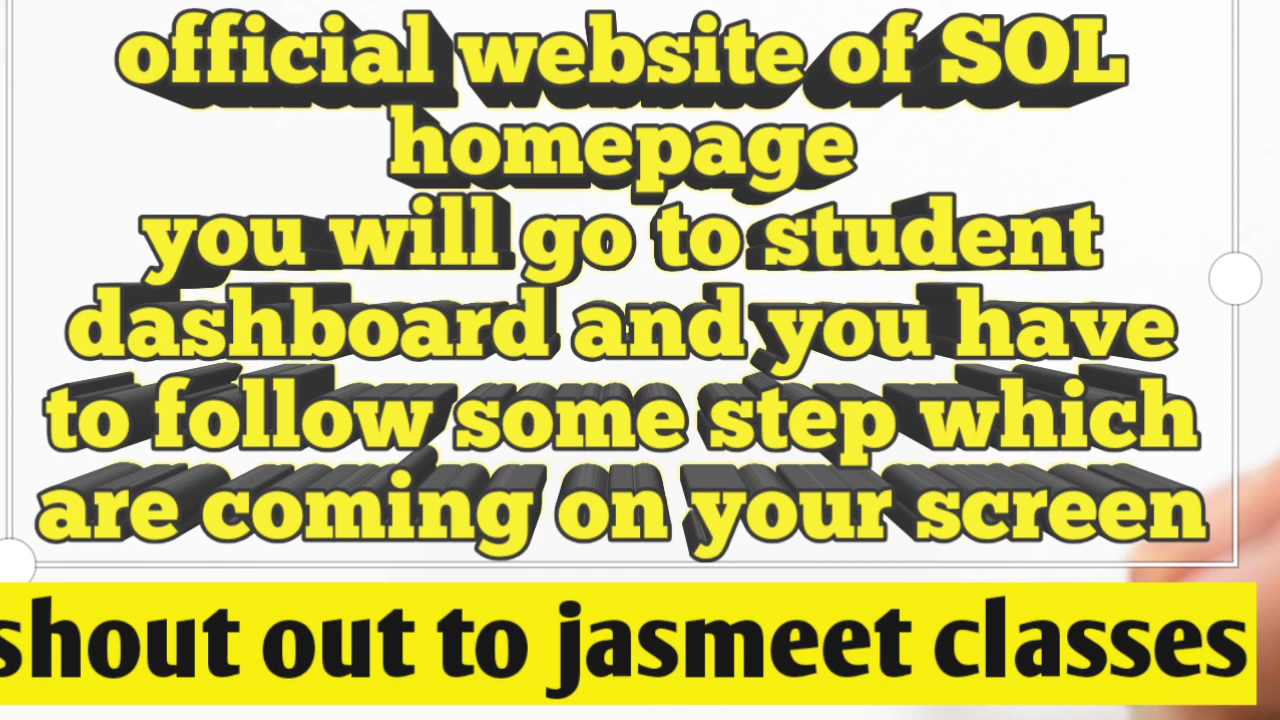 official website of SOL
homepage
you will go to student
dashboard and you have
to follow some step which
are coming on your screen
shout out to jasmeet classes